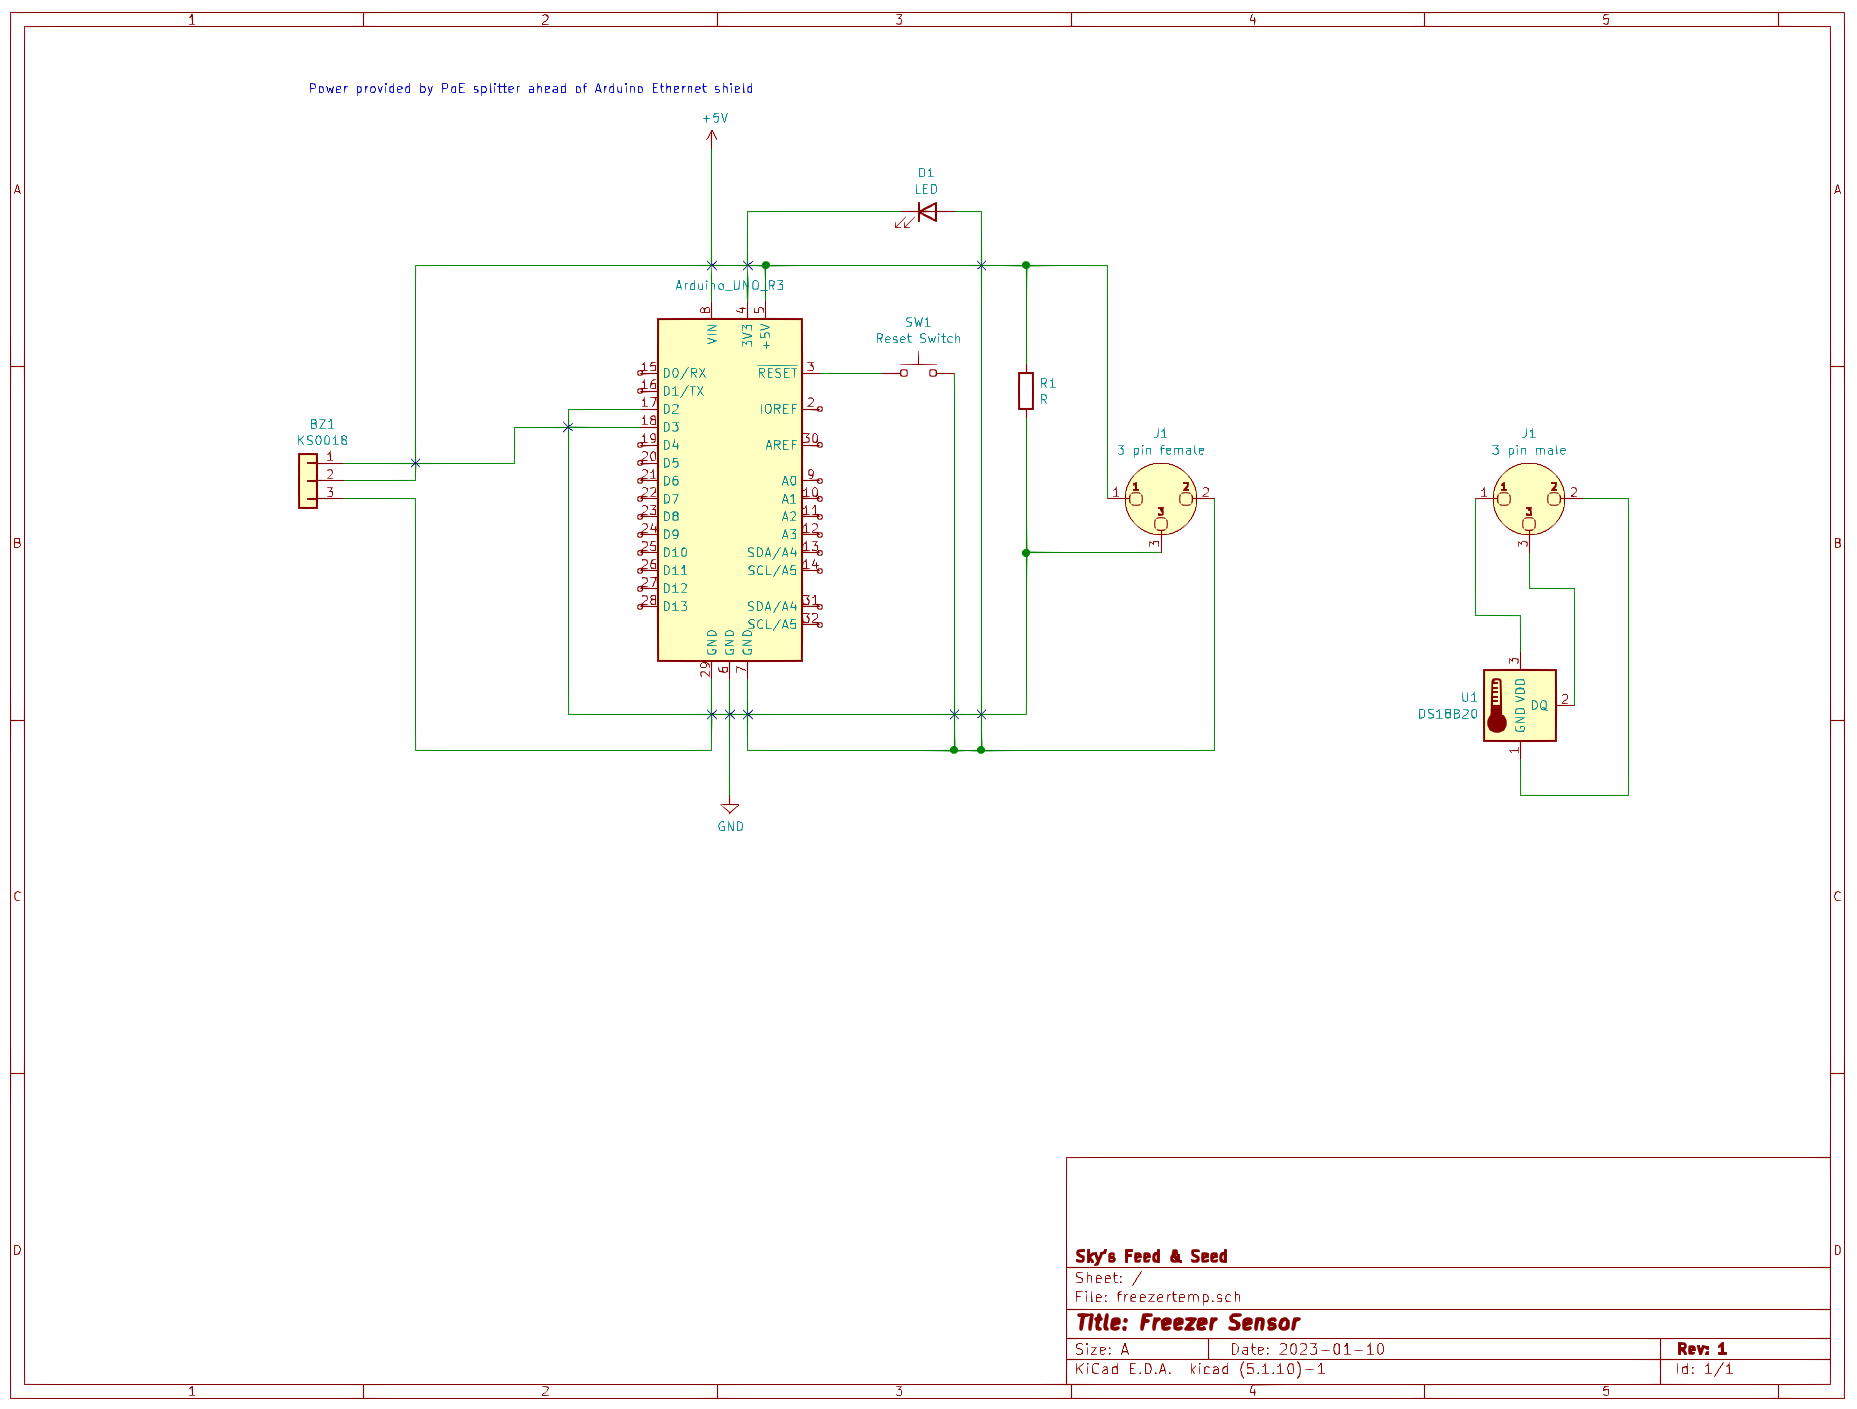 1 2 3 4 5
Power provided by PoE splitter ahead of Arduino Ethernet shield
+5V
D1
LED
A A
Arduino_UNO_R3
8 4 5
VIN 3V3 +5V
SW1
Reset Switch
15 D0/RX
16 D1/TX
17 D2
18 D3
19 D4
20 D5
21 D6
22 D7
23 D8
24 D9
25 D10
26 D11
27 D12
28 D13
RESET 3
IOREF 2
AREF 30
A0 9
A1 10
A2 11
A3 12
SDA/A4 13
SCL/A5 14
SDA/A4 31
SCL/A5 32
GND GND GND
29 6 7
GND
BZ1
KS0018
1
2
3
R1
R
J1
3 pin female
1 1 2 2
3
3
J1
3 pin male
1 1 2 2
3
3
B B
U1
DS18B20
3
VDD
DQ 2
GND
1
C C
D D
Sky's Feed & Seed
Sheet: /
File: freezertemp.sch
Title: Freezer Sensor
Size: A Date: 2023-01-10 Rev: 1
KiCad E.D.A. kicad (5.1.10)-1 Id: 1/1
1 2 3 4 5